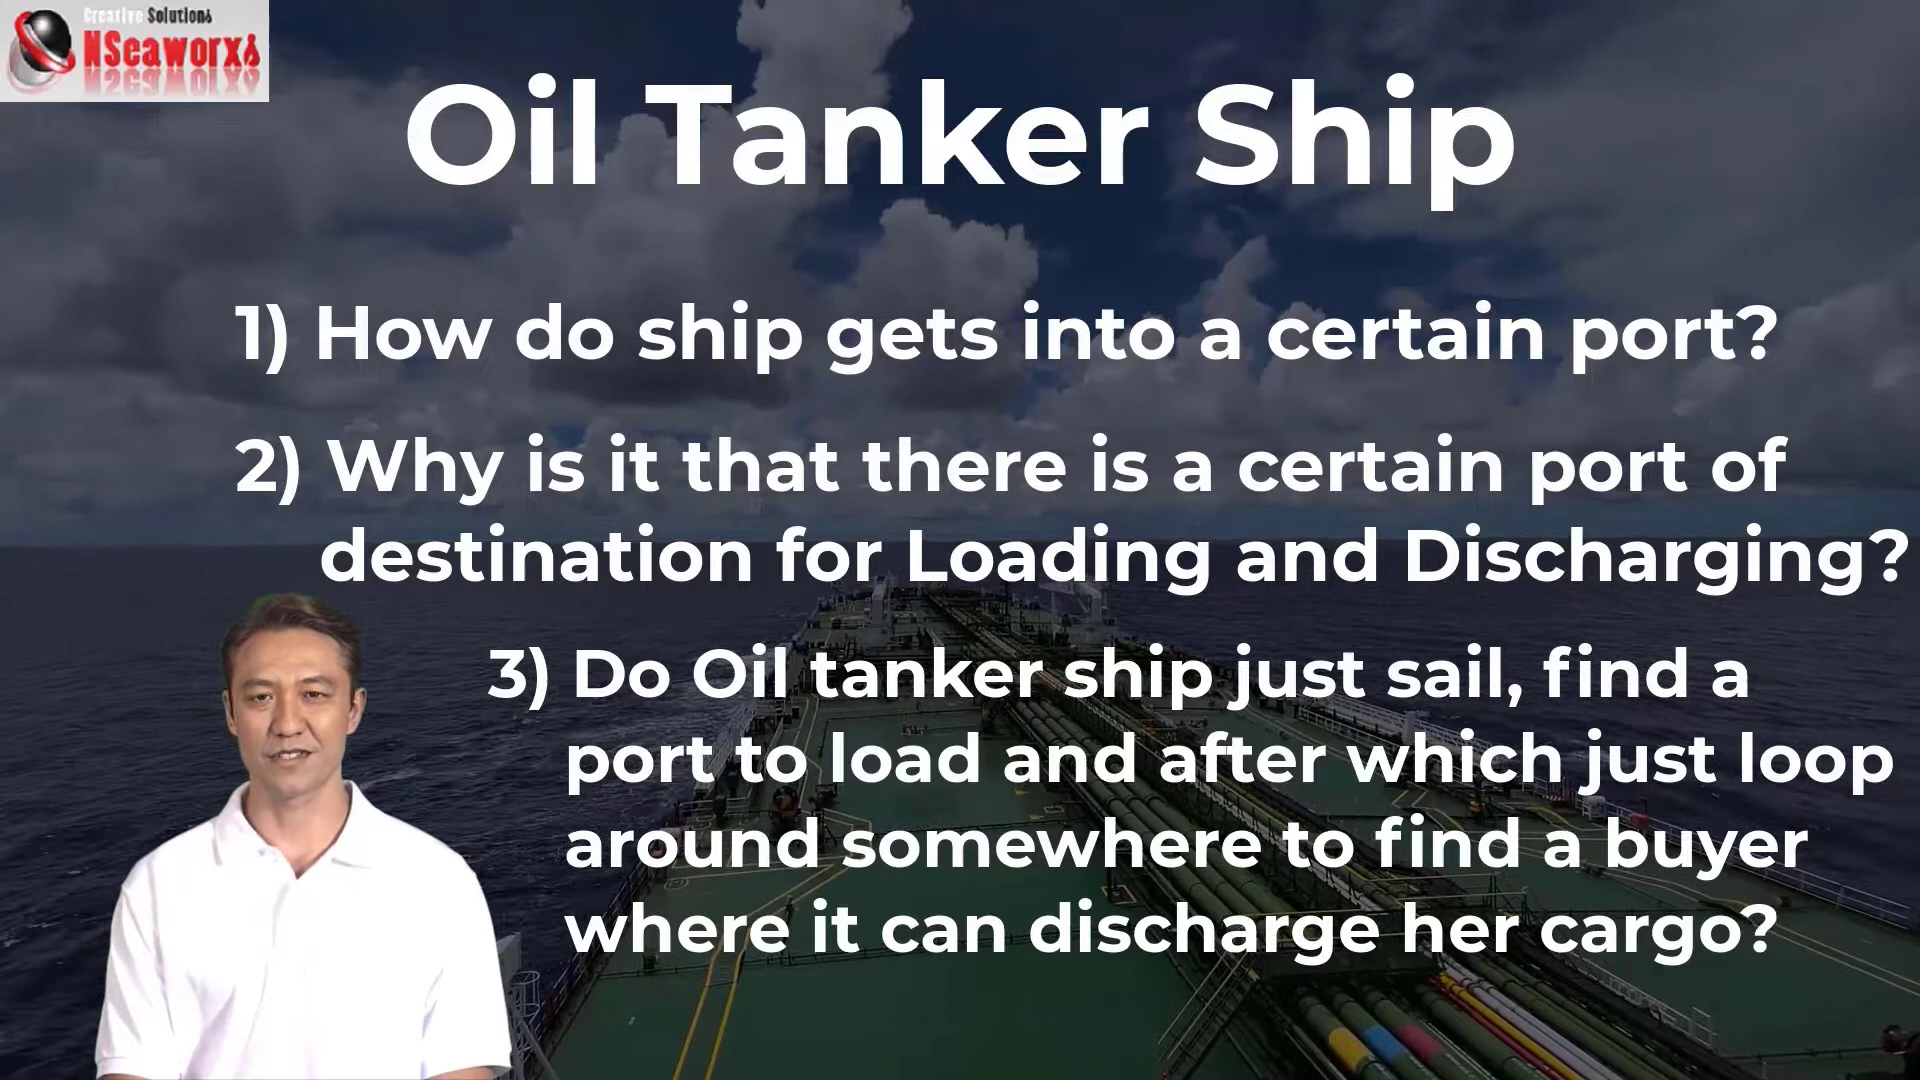 Creative Solutions
NSeaworxs
Oil Tanker Ship
1) How do ship gets into a certain port?
2) Why is it that there is a certain port of
destination for Loading and Discharging?
3) Do Oil tanker ship just sail, find a
port to load and after which just loop
around somewhere to find a buyer
where it can discharge her cargo?